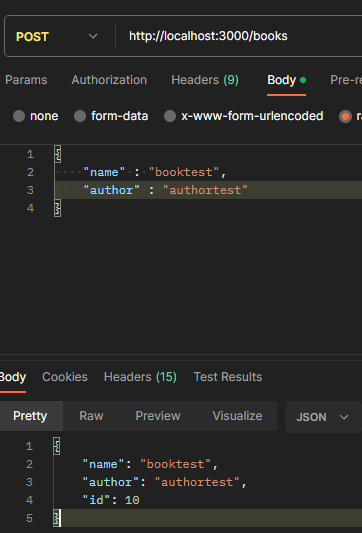 POST http://localhost:3000/books
Params Authorization Headers (9) Body Pre-re
none form-data x-www-form-urlencoded
1 {
2 "name" : "booktest",
3 "author" : "authortest"
4 }
Body Cookies Headers (15) Test Results
Pretty Raw Preview Visualize JSON
1 {
2 "name": "booktest",
3 "author": "authortest",
4 "id": 10
5 }